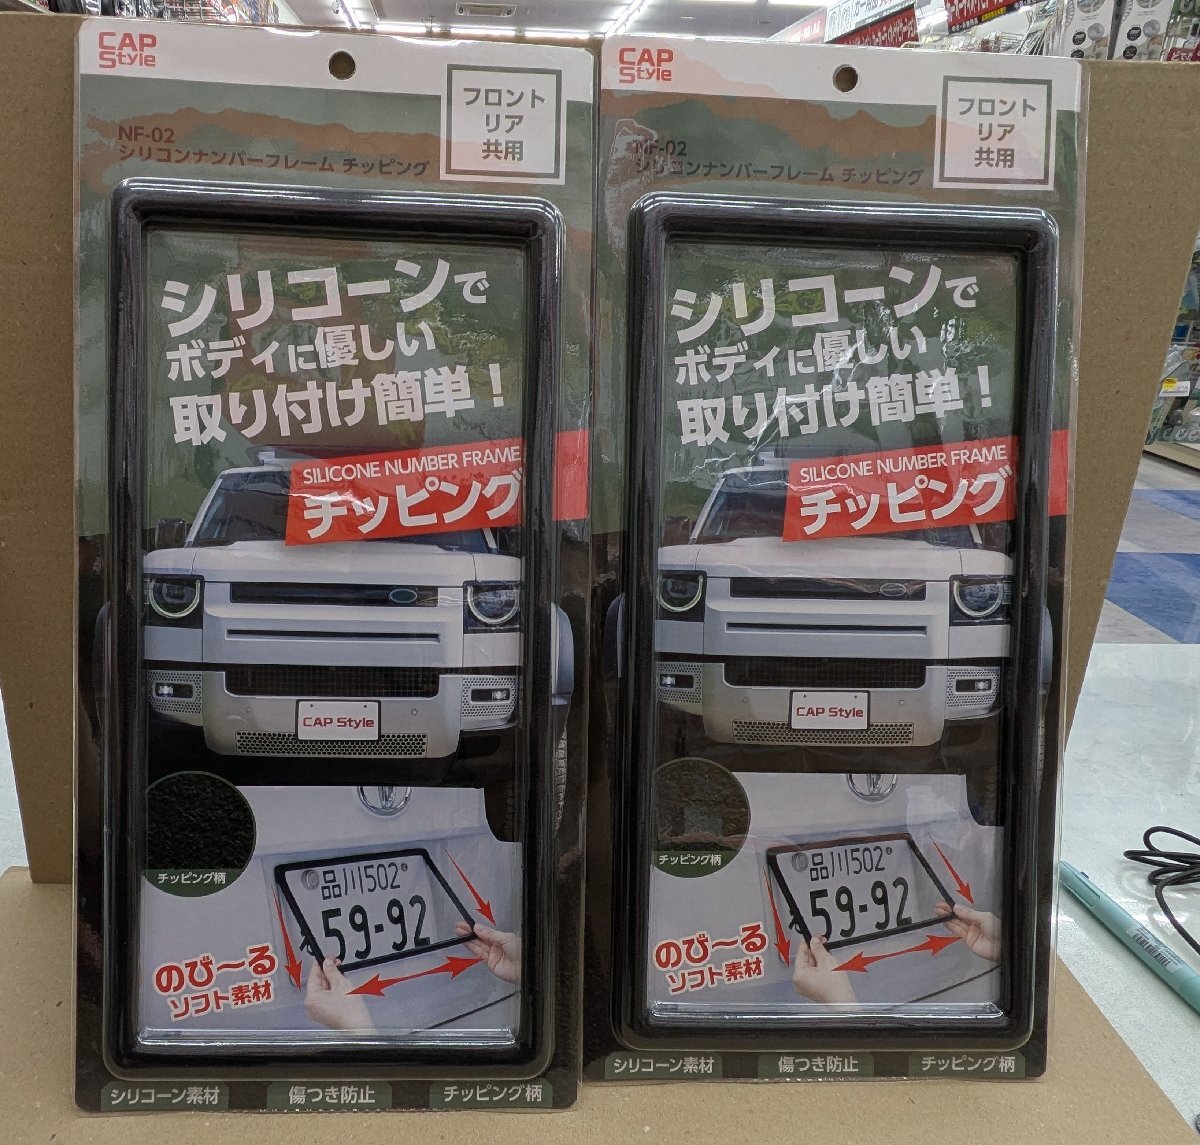 CAP
Style
フロント
リア
共用
NF-02
シリコンナンバーフレーム チッピング
シリコーンで
ボディに優しい
取り付け簡単!
SILICONE NUMBER FRAME
チッピング
CAP Style
チッピング柄
品川502
59-92
のび〜る
ソフト素材
シリコーン素材
傷つき防止
チッピング柄
CAP
Style
フロント
リア
共用
NF-02
シリコンナンバーフレーム チッピング
シリコーンで
ボディに優しい
取り付け簡単!
SILICONE NUMBER FRAME
チッピング
CAP Style
チッピング柄
品川502
59-92
のび〜る
ソフト素材
シリコーン素材
傷つき防止
チッピング柄